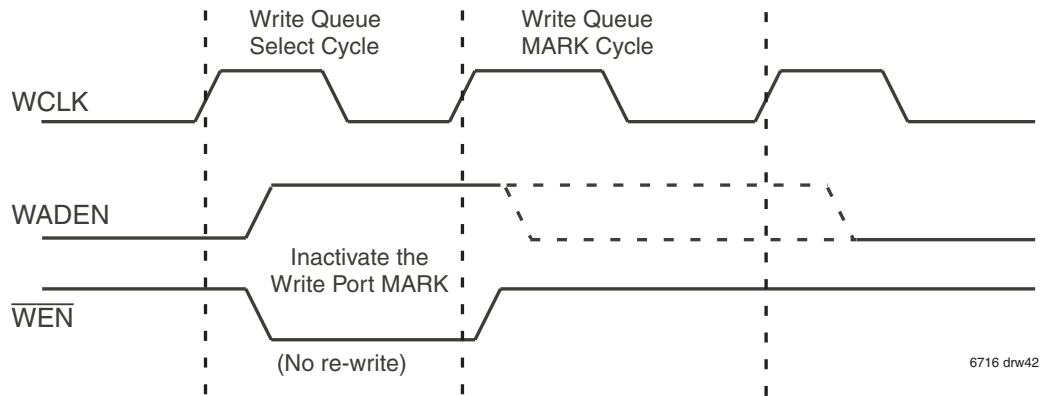 Write Queue
Select Cycle
Write Queue
MARK Cycle
WCLK
WADEN
Inactivate the
Write Port MARK
WEN
(No re-write)
6716 drw42